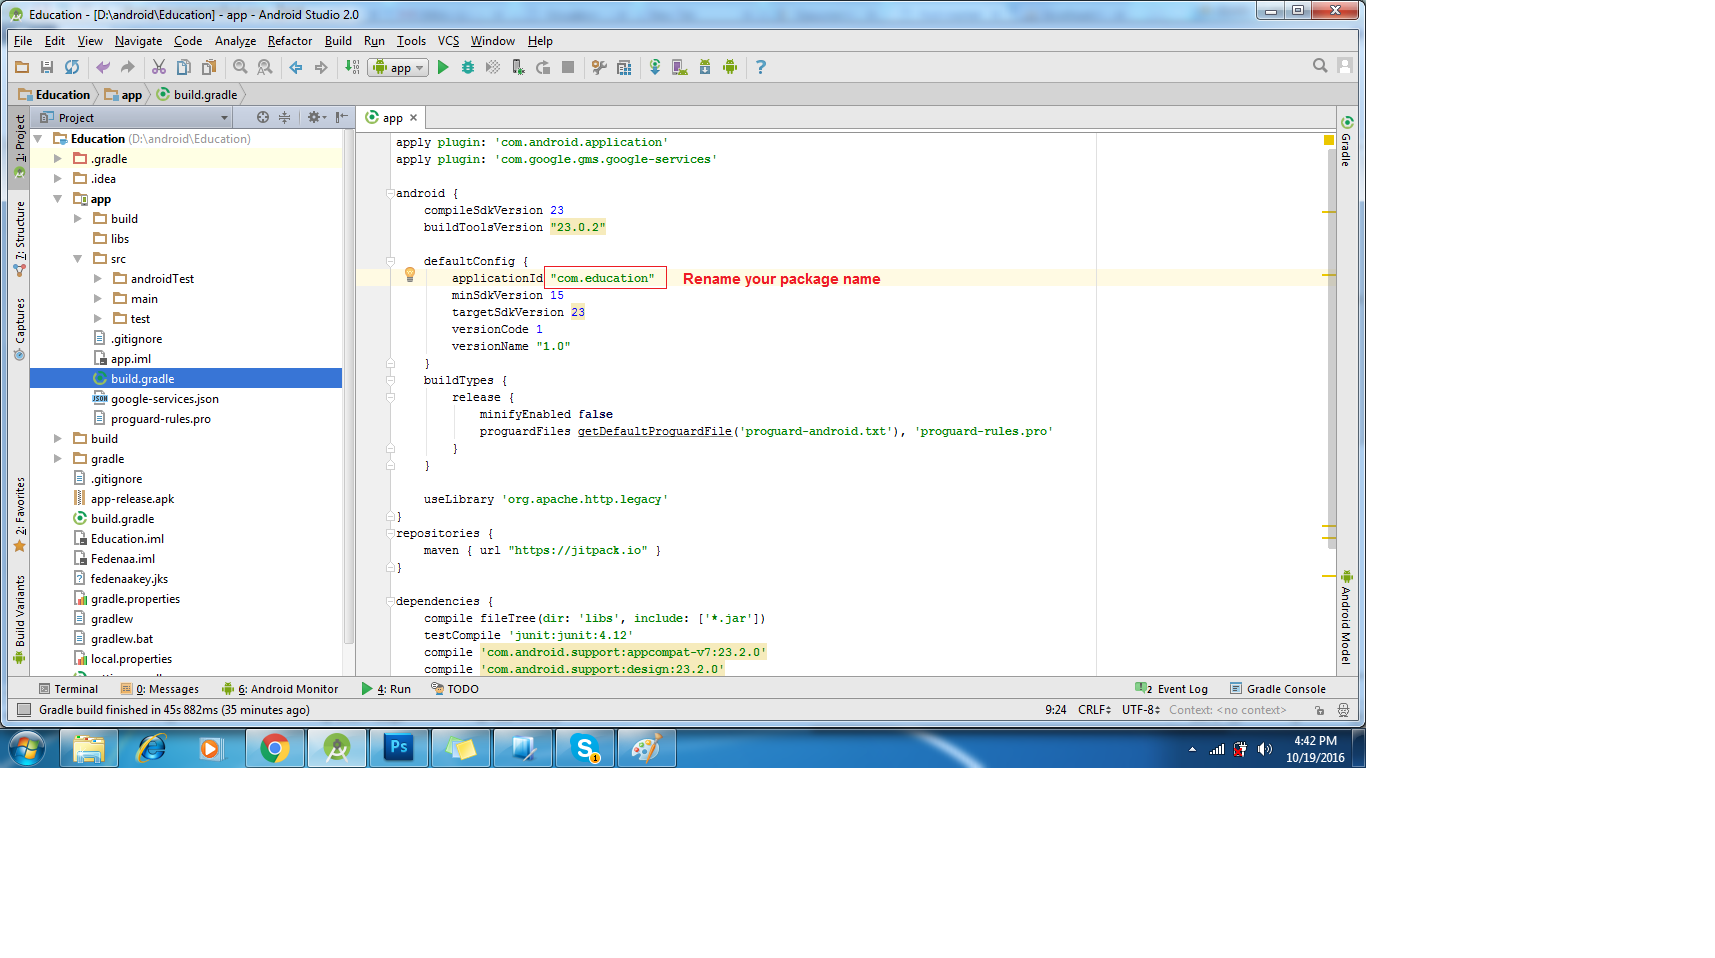 Education - [D:\android\Education] - app - Android Studio 2.0
File Edit View Navigate Code Analyze Refactor Build Run Tools VCS Window Help
app
Education app build.gradle
1: Project
7: Structure
Captures
2: Favorites
Build Variants
Project
Education (D:\android\Education)
.gradle
.idea
app
build
libs
src
androidTest
main
test
.gitignore
app.iml
build.gradle
google-services.json
proguard-rules.pro
build
gradle
.gitignore
app-release.apk
build.gradle
Education.iml
Fedenaa.iml
fedenaakey.jks
gradle.properties
gradlew
gradlew.bat
local.properties
app
apply plugin: 'com.android.application'
apply plugin: 'com.google.gms.google-services'
android {
compileSdkVersion 23
buildToolsVersion "23.0.2"
defaultConfig {
applicationId "com.education" Rename your package name
minSdkVersion 15
targetSdkVersion 23
versionCode 1
versionName "1.0"
}
buildTypes {
release {
minifyEnabled false
proguardFiles getDefaultProguardFile('proguard-android.txt'), 'proguard-rules.pro'
}
}
useLibrary 'org.apache.http.legacy'
}
repositories {
maven { url "https://jitpack.io" }
}
dependencies {
compile fileTree(dir: 'libs', include: ['*.jar'])
testCompile 'junit:junit:4.12'
compile 'com.android.support:appcompat-v7:23.2.0'
compile 'com.android.support:design:23.2.0'
Gradle
Android Model
Terminal 0: Messages 6: Android Monitor 4: Run TODO 2 Event Log Gradle Console
Gradle build finished in 45s 882ms (35 minutes ago) 9:24 CRLF UTF-8 Context: <no context>
Ps
S 1
4:42 PM
10/19/2016